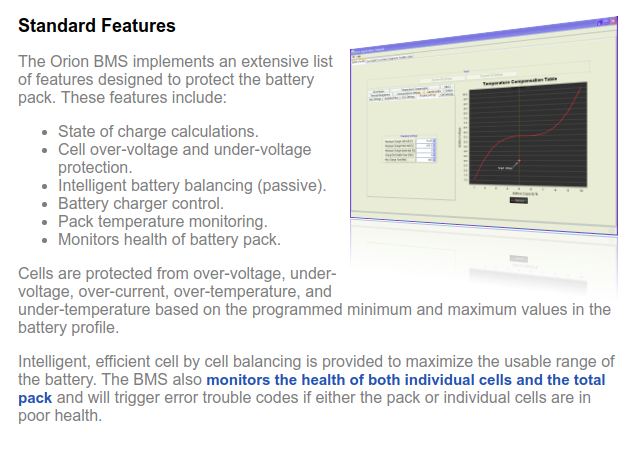 Standard Features
The Orion BMS implements an extensive list
of features designed to protect the battery
pack. These features include:
• State of charge calculations.
• Cell over-voltage and under-voltage
protection.
• Intelligent battery balancing (passive).
• Battery charger control.
• Pack temperature monitoring.
• Monitors health of battery pack.
Temperature Compensation Table
Cells are protected from over-voltage, under-
voltage, over-current, over-temperature, and
under-temperature based on the programmed minimum and maximum values in the
battery profile.
Intelligent, efficient cell by cell balancing is provided to maximize the usable range of
the battery. The BMS also monitors the health of both individual cells and the total
pack and will trigger error trouble codes if either the pack or individual cells are in
poor health.